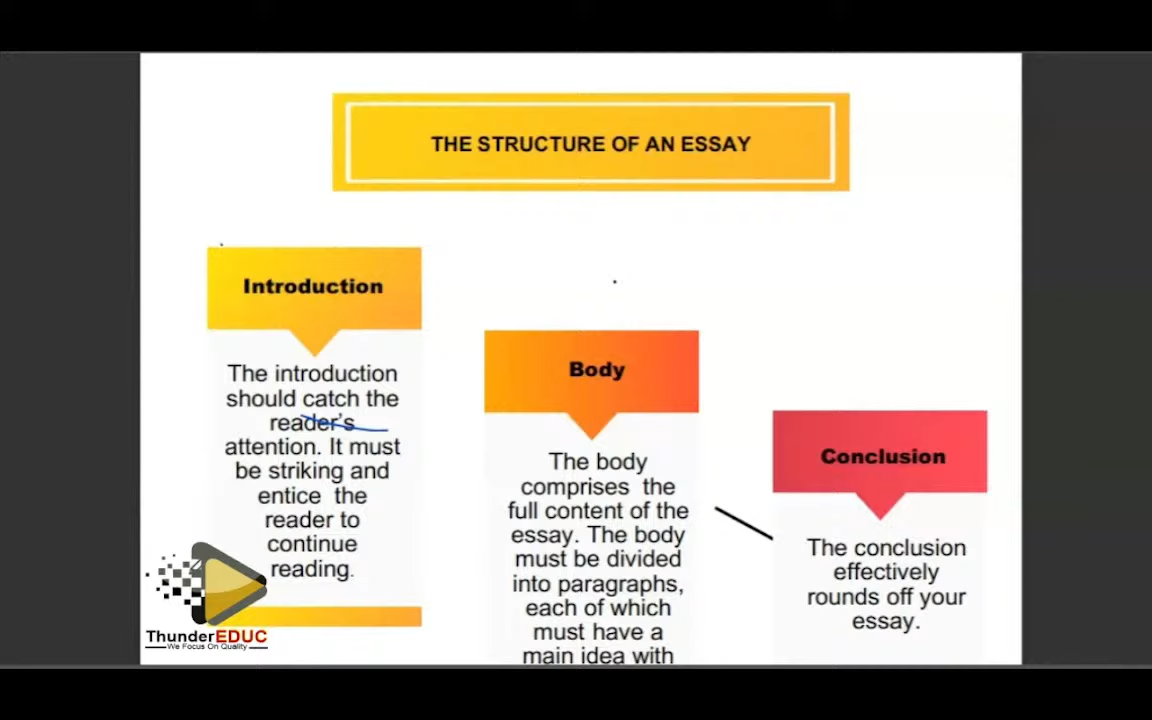 THE STRUCTURE OF AN ESSAY
Introduction
The introduction
should catch the
reader's
attention. It must
be striking and
entice the
reader to
continue
reading.
Body
The body
comprises the
full content of the
essay. The body
must be divided
into paragraphs,
each of which
must have a
main idea with
Conclusion
The conclusion
effectively
rounds off your
essay.
ThunderEDUC
We Focus On Quality